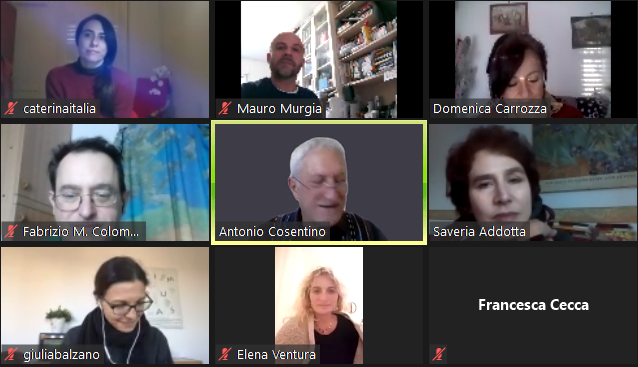 caterinaitalia
Mauro Murgia
Domenica Carrozza
Fabrizio M. Colom...
Antonio Cosentino
Saveria Addotta
Francesca Cecca
giuliabalzano
Elena Ventura